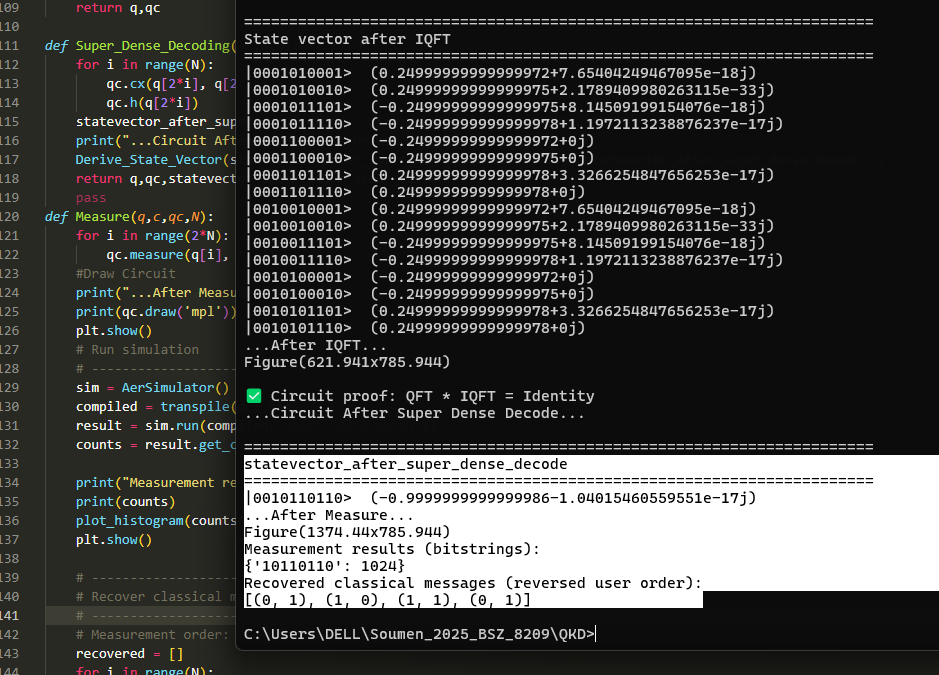 109 return q,qc
110
111 def Super_Dense_Decoding(
112 for i in range(N):
113 qc.cx(q[2*i], q[2
114 qc.h(q[2*i])
115 statevector_after_sup
116 print("...Circuit Aft
117 Derive_State_Vector(s
118 return q,qc,statevect
119 pass
120 def Measure(q,c,qc,N):
121 for i in range(2*N):
122 qc.measure(q[i],
123 #Draw Circuit
124 print("...After Measu
125 print(qc.draw('mpl'))
126 plt.show()
127 # Run simulation
128 # ------------------
129 sim = AerSimulator()
130 compiled = transpile(
131 result = sim.run(comp
132 counts = result.get_c
133
134 print("Measurement re
135 print(counts)
136 plot_histogram(counts
137 plt.show()
138
139 # ------------------
140 # Recover classical m
141 # ------------------
142 # Measurement order:
143 recovered = []
144 for i in range(N):
======================================================================
State vector after IQFT
======================================================================
|0001010001> (0.24999999999999972+7.65404249467095e-18j)
|0001010010> (0.24999999999999975+2.1789409980263115e-33j)
|0001011101> (-0.24999999999999975+8.14509199154076e-18j)
|0001011110> (-0.24999999999999978+1.1972113238876237e-17j)
|0001100001> (-0.24999999999999972+0j)
|0001100010> (-0.24999999999999975+0j)
|0001101101> (0.24999999999999978+3.3266254847656253e-17j)
|0001101110> (0.24999999999999978+0j)
|0010010001> (0.24999999999999972+7.65404249467095e-18j)
|0010010010> (0.24999999999999975+2.1789409980263115e-33j)
|0010011101> (-0.24999999999999975+8.14509199154076e-18j)
|0010011110> (-0.24999999999999978+1.1972113238876237e-17j)
|0010100001> (-0.24999999999999972+0j)
|0010100010> (-0.24999999999999975+0j)
|0010101101> (0.24999999999999978+3.3266254847656253e-17j)
|0010101110> (0.24999999999999978+0j)
...After IQFT...
Figure(621.941x785.944)
✅ Circuit proof: QFT * IQFT = Identity
...Circuit After Super Dense Decode...
======================================================================
statevector_after_super_dense_decode
======================================================================
|0010110110> (-0.9999999999999986-1.04015460559551e-17j)
...After Measure...
Figure(1374.44x785.944)
Measurement results (bitstrings):
{'10110110': 1024}
Recovered classical messages (reversed user order):
[(0, 1), (1, 0), (1, 1), (0, 1)]
C:\Users\DELL\Soumen_2025_BSZ_8209\QKD>